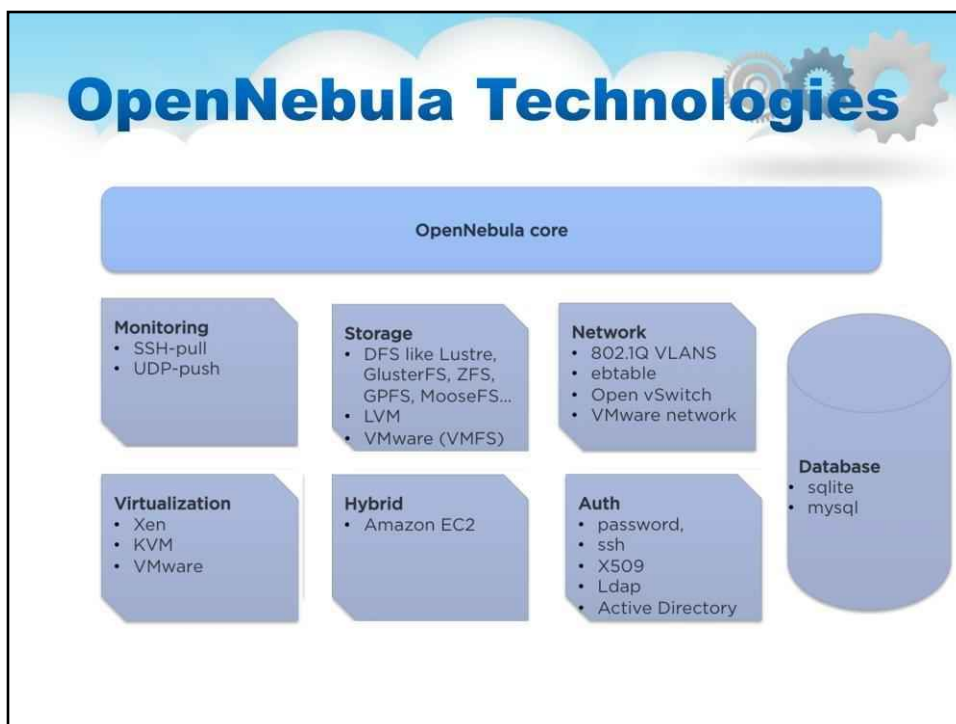 OpenNebula Technologies
OpenNebula core
Monitoring
• SSH-pull
• UDP-push
Storage
• DFS like Lustre,
GlusterFS, ZFS,
GPFS, MooseFS...
• LVM
• VMware (VMFS)
Network
• 802.1Q VLANS
• ebtable
• Open vSwitch
• VMware network
Database
• sqlite
• mysql
Virtualization
• Xen
• KVM
• VMware
Hybrid
• Amazon EC2
Auth
• password,
• ssh
• X509
• Ldap
• Active Directory